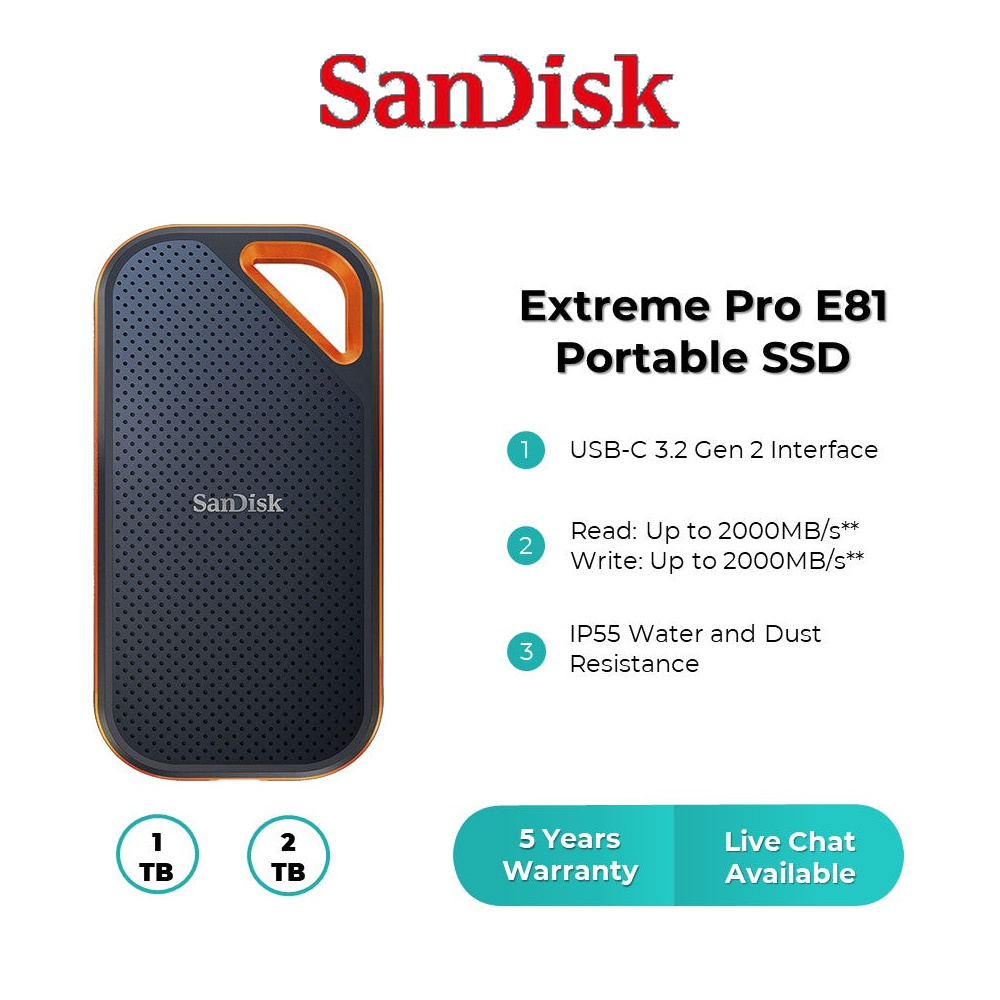 SanDisk
Extreme Pro E81
Portable SSD
1 USB-C 3.2 Gen 2 Interface
2 Read: Up to 2000MB/s**
Write: Up to 2000MB/s**
3 IP55 Water and Dust
Resistance
SanDisk
1
TB
2
TB
5 Years
Warranty
Live Chat
Available